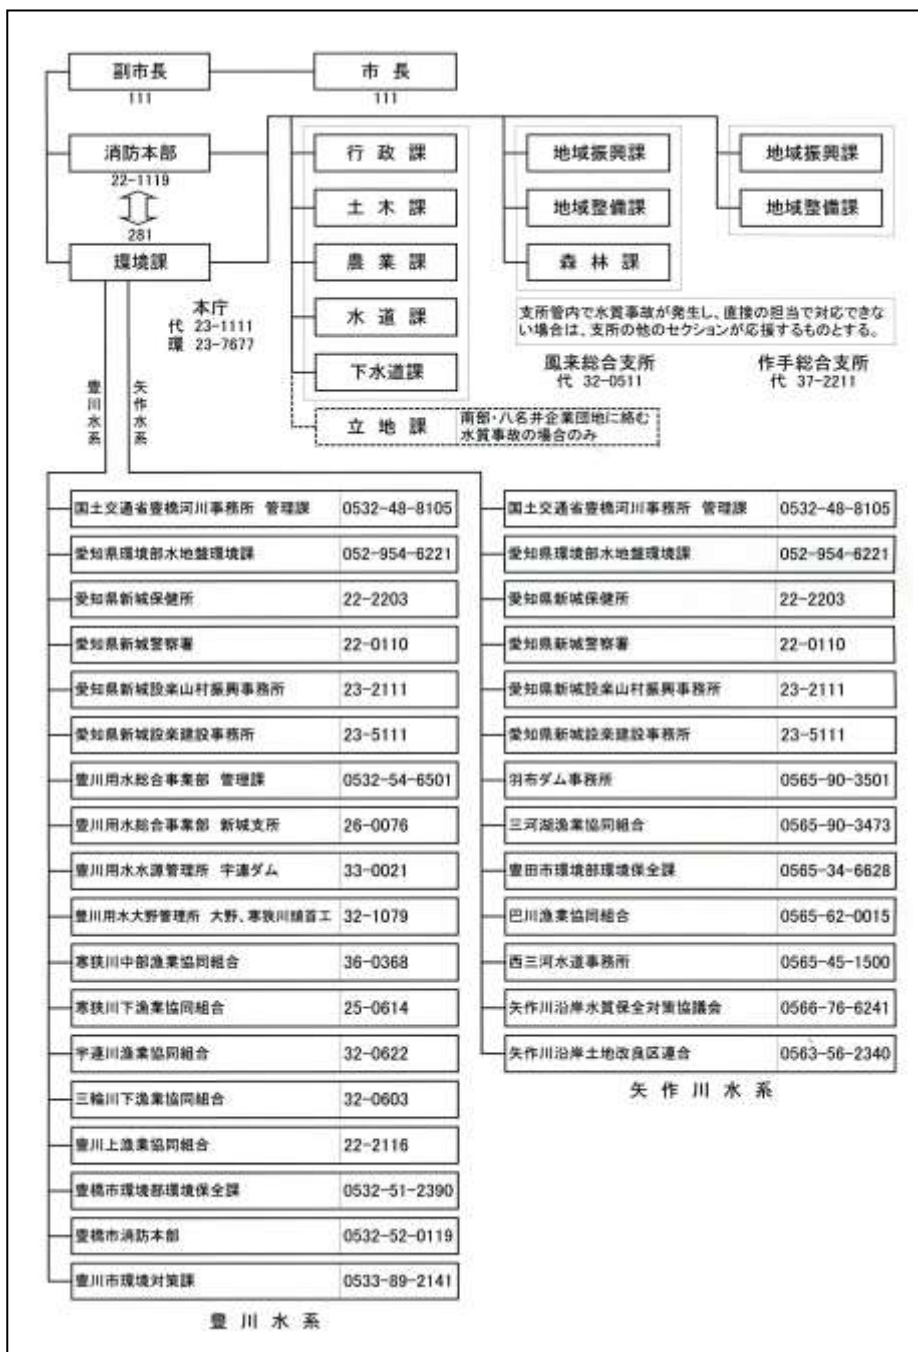 副市長
111
市長
111
消防本部
22-1119
281
環境課
本庁
代 23-1111
環 23-7677
行政課
土木課
農業課
水道課
下水道課
立地課
南部・八名井企業団地に絡む
水質事故の場合のみ
地域振興課
地域整備課
森林課
地域振興課
地域整備課
支所管内で水質事故が発生し、直接の担当で対応できな
い場合は、支所の他のセクションが応援するものとする。
鳳来総合支所
代 32-0511
作手総合支所
代 37-2211
豊川水系
矢作水系
国土交通省豊橋河川事務所 管理課 0532-48-8105
愛知県環境部水地盤環境課 052-954-6221
愛知県新城保健所 22-2203
愛知県新城警察署 22-0110
愛知県新城設楽山村振興事務所 23-2111
愛知県新城設楽建設事務所 23-5111
豊川用水総合事業部 管理課 0532-54-6501
豊川用水総合事業部 新城支所 26-0076
豊川用水水源管理所 宇連ダム 33-0021
豊川用水大野管理所 大野、寒狭川頭首工 32-1079
寒狭川中部漁業協同組合 36-0368
寒狭川下漁業協同組合 25-0614
宇連川漁業協同組合 32-0622
三輪川下漁業協同組合 32-0603
豊川上漁業協同組合 22-2116
豊橋市環境部環境保全課 0532-51-2390
豊橋市消防本部 0532-52-0119
豊川市環境対策課 0533-89-2141
豊川水系
国土交通省豊橋河川事務所 管理課 0532-48-8105
愛知県環境部水地盤環境課 052-954-6221
愛知県新城保健所 22-2203
愛知県新城警察署 22-0110
愛知県新城設楽山村振興事務所 23-2111
愛知県新城設楽建設事務所 23-5111
羽布ダム事務所 0565-90-3501
三河湖漁業協同組合 0565-90-3473
豊田市環境部環境保全課 0565-34-6628
巴川漁業協同組合 0565-62-0015
西三河水道事務所 0565-45-1500
矢作川沿岸水質保全対策協議会 0566-76-6241
矢作川沿岸土地改良区連合 0563-56-2340
矢作川水系